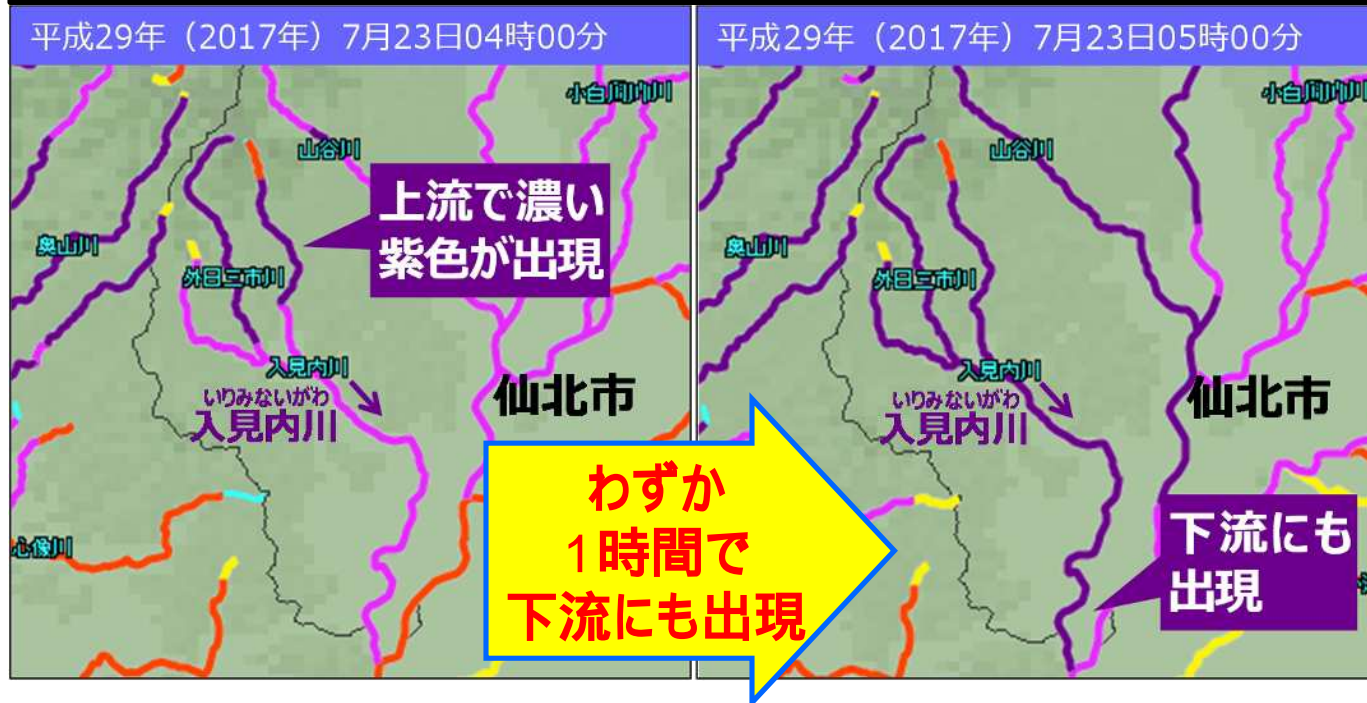 平成29年（2017年）7月23日04時00分
山谷川
上流で濃い
紫色が出現
奥山川
外日三市川
入見内川
いりみないがわ
入見内川
仙北市
心像川
わずか
1時間で
下流にも出現
平成29年（2017年）7月23日05時00分
山谷川
奥山川
外日三市川
入見内川
いりみないがわ
入見内川
仙北市
下流にも
出現